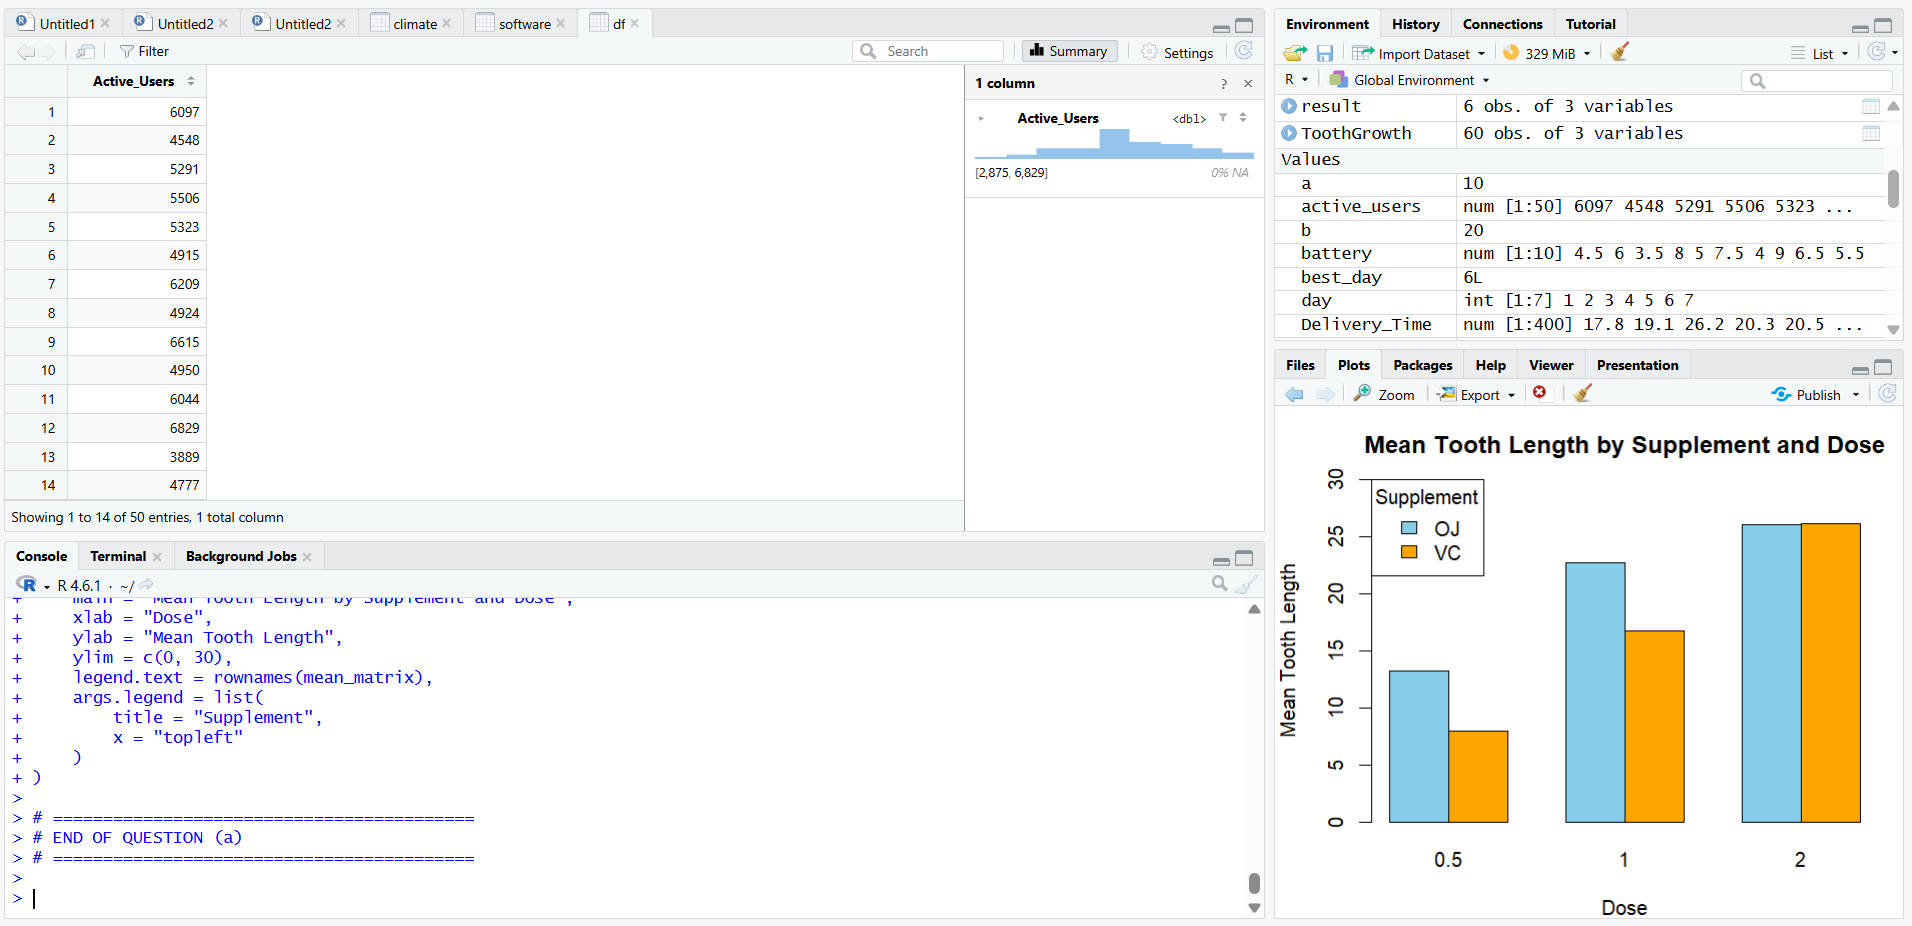 Untitled1 Untitled2 Untitled2 climate software df
Filter Search Summary Settings
Active_Users
1 6097
2 4548
3 5291
4 5506
5 5323
6 4915
7 6209
8 4924
9 6615
10 4950
11 6044
12 6829
13 3889
14 4777
Showing 1 to 14 of 50 entries, 1 total column
1 column ? ×
Active_Users <dbl>
[2,875, 6,829] 0% NA
Console Terminal Background Jobs
R R 4.6.1 · ~/
+ main = "Mean Tooth Length by Supplement and Dose",
+ xlab = "Dose",
+ ylab = "Mean Tooth Length",
+ ylim = c(0, 30),
+ legend.text = rownames(mean_matrix),
+ args.legend = list(
+ title = "Supplement",
+ x = "topleft"
+ )
+ )
>
> # ==========================================
> # END OF QUESTION (a)
> # ==========================================
>
>
Environment History Connections Tutorial
Import Dataset 329 MiB List
R Global Environment
result 6 obs. of 3 variables
ToothGrowth 60 obs. of 3 variables
Values
a 10
active_users num [1:50] 6097 4548 5291 5506 5323 ...
b 20
battery num [1:10] 4.5 6 3.5 8 5 7.5 4 9 6.5 5.5
best_day 6L
day int [1:7] 1 2 3 4 5 6 7
Delivery_Time num [1:400] 17.8 19.1 26.2 20.3 20.5 ...
Files Plots Packages Help Viewer Presentation
Zoom Export Publish
Mean Tooth Length by Supplement and Dose
Supplement
OJ
VC
Mean Tooth Length
30
25
20
15
10
5
0
0.5 1 2
Dose